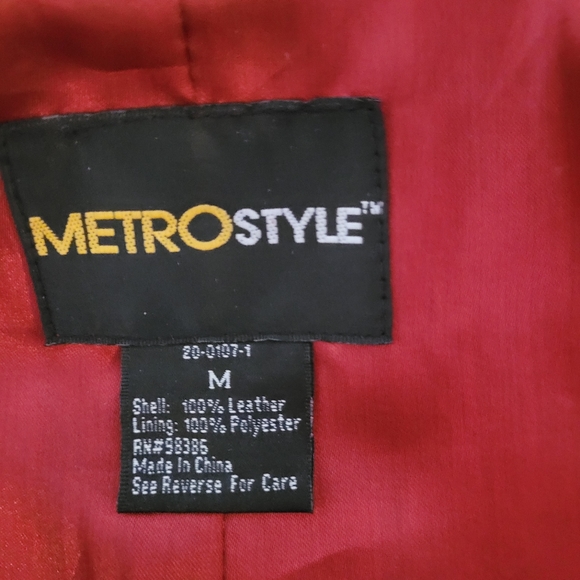 METROSTYLE™
20-0107-1
M
Shell: 100% Leather
Lining: 100% Polyester
RN#98386
Made In China
See Reverse For Care